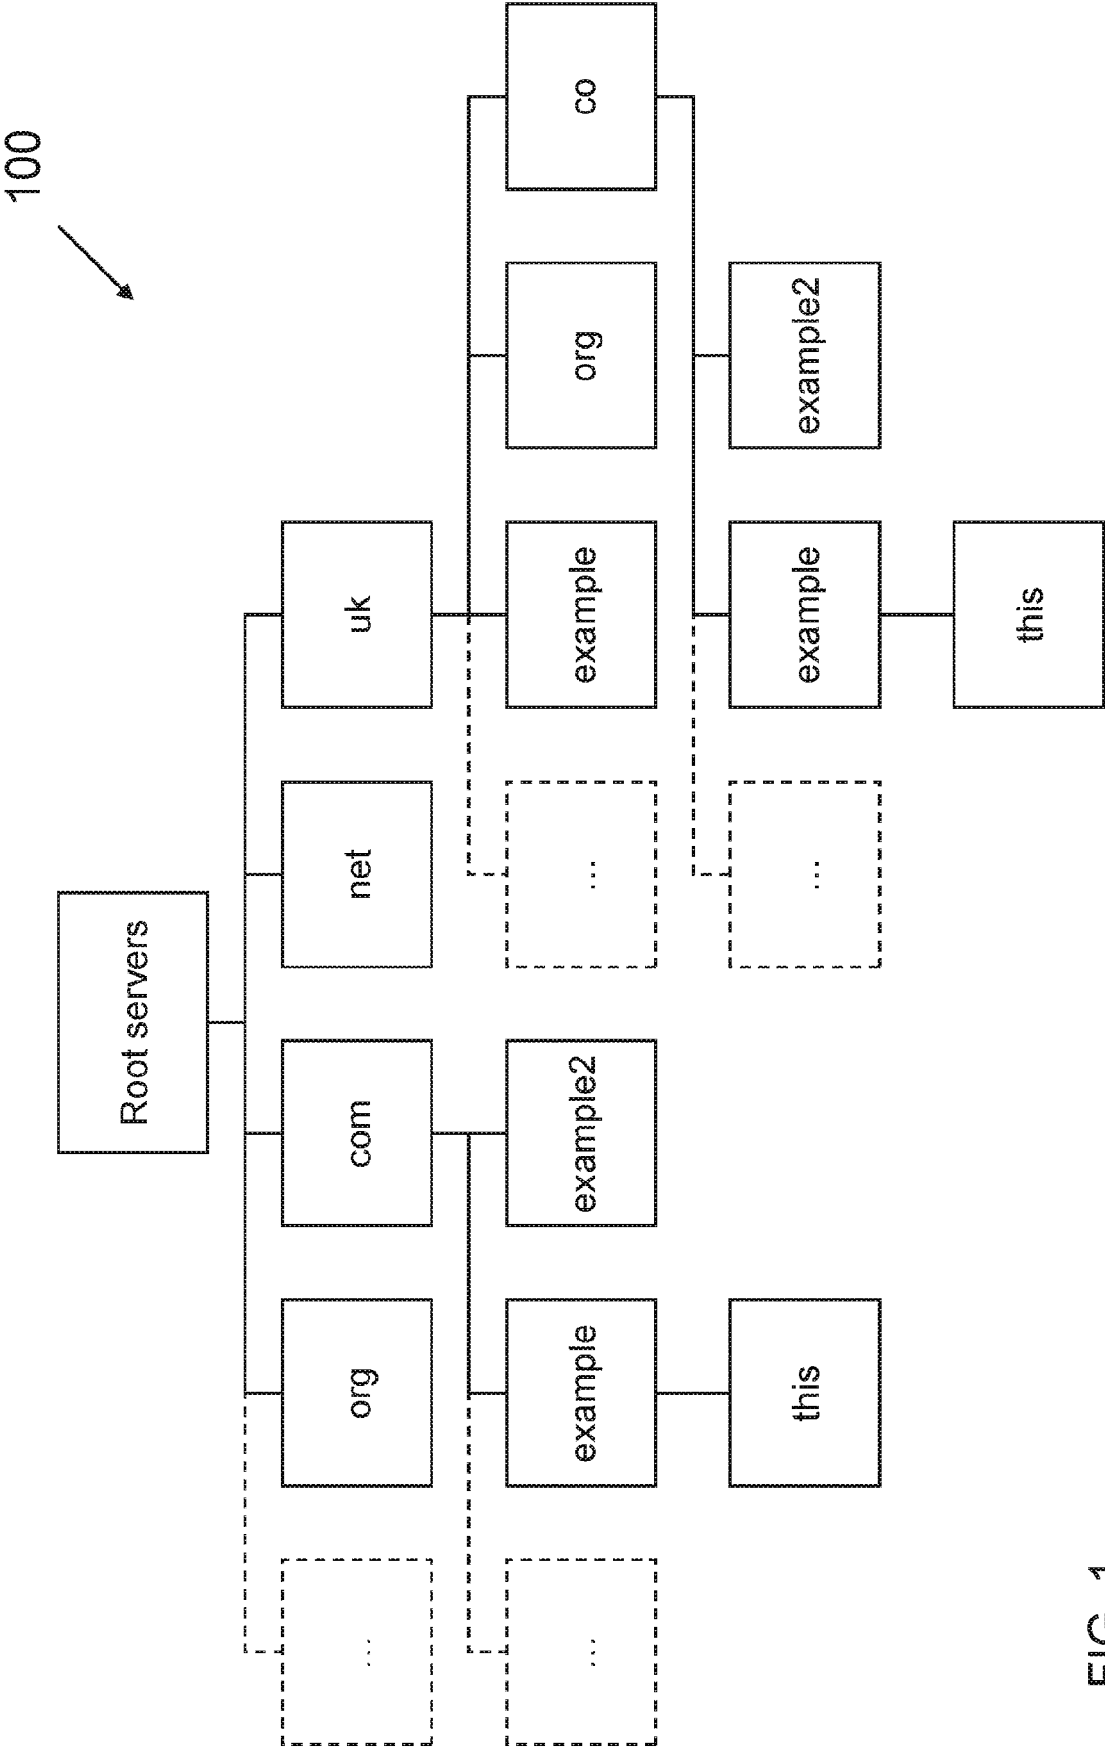 100
Root servers
...
org
com
net
uk
...
example
example2
...
example
org
co
this
...
example
example2
this
FIG. 1